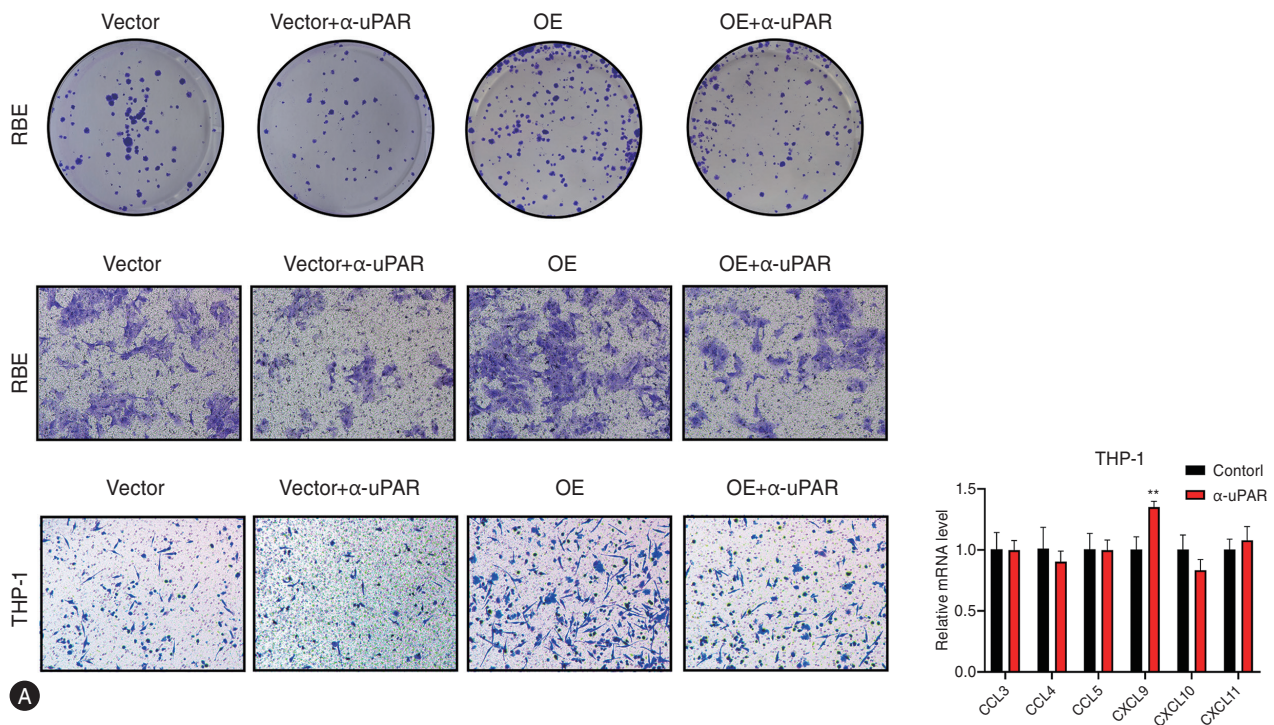 Vector Vector+α-uPAR OE OE+α-uPAR
RBE
Vector Vector+α-uPAR OE OE+α-uPAR
RBE
Vector Vector+α-uPAR OE OE+α-uPAR
THP-1
A
THP-1
Contorl
α-uPAR
Relative mRNA level
1.5
1.0
0.5
0.0
**
CCL3 CCL4 CCL5 CXCL9 CXCL10 CXCL11